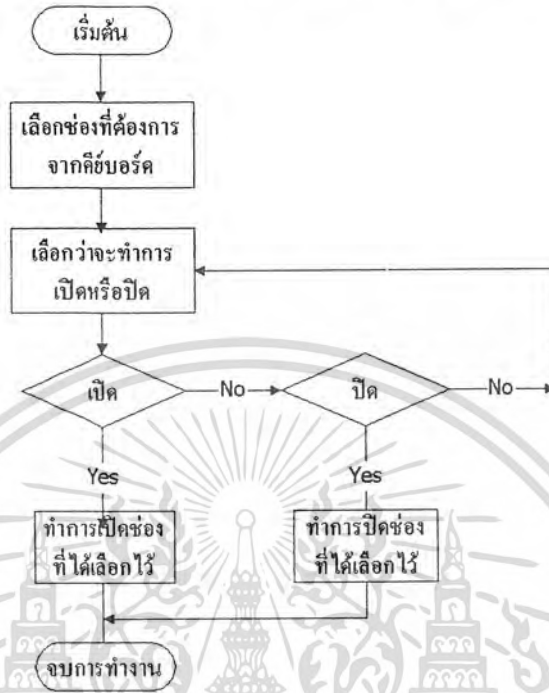 เริ่มต้น
เลือกช่องที่ต้องการ
จากคีย์บอร์ด
เลือกว่าจะทำการ
เปิดหรือปิด
เปิด
No
ปิด
No
Yes
Yes
ทำการเปิดช่อง
ที่ได้เลือกไว้
ทำการปิดช่อง
ที่ได้เลือกไว้
จบการทำงาน